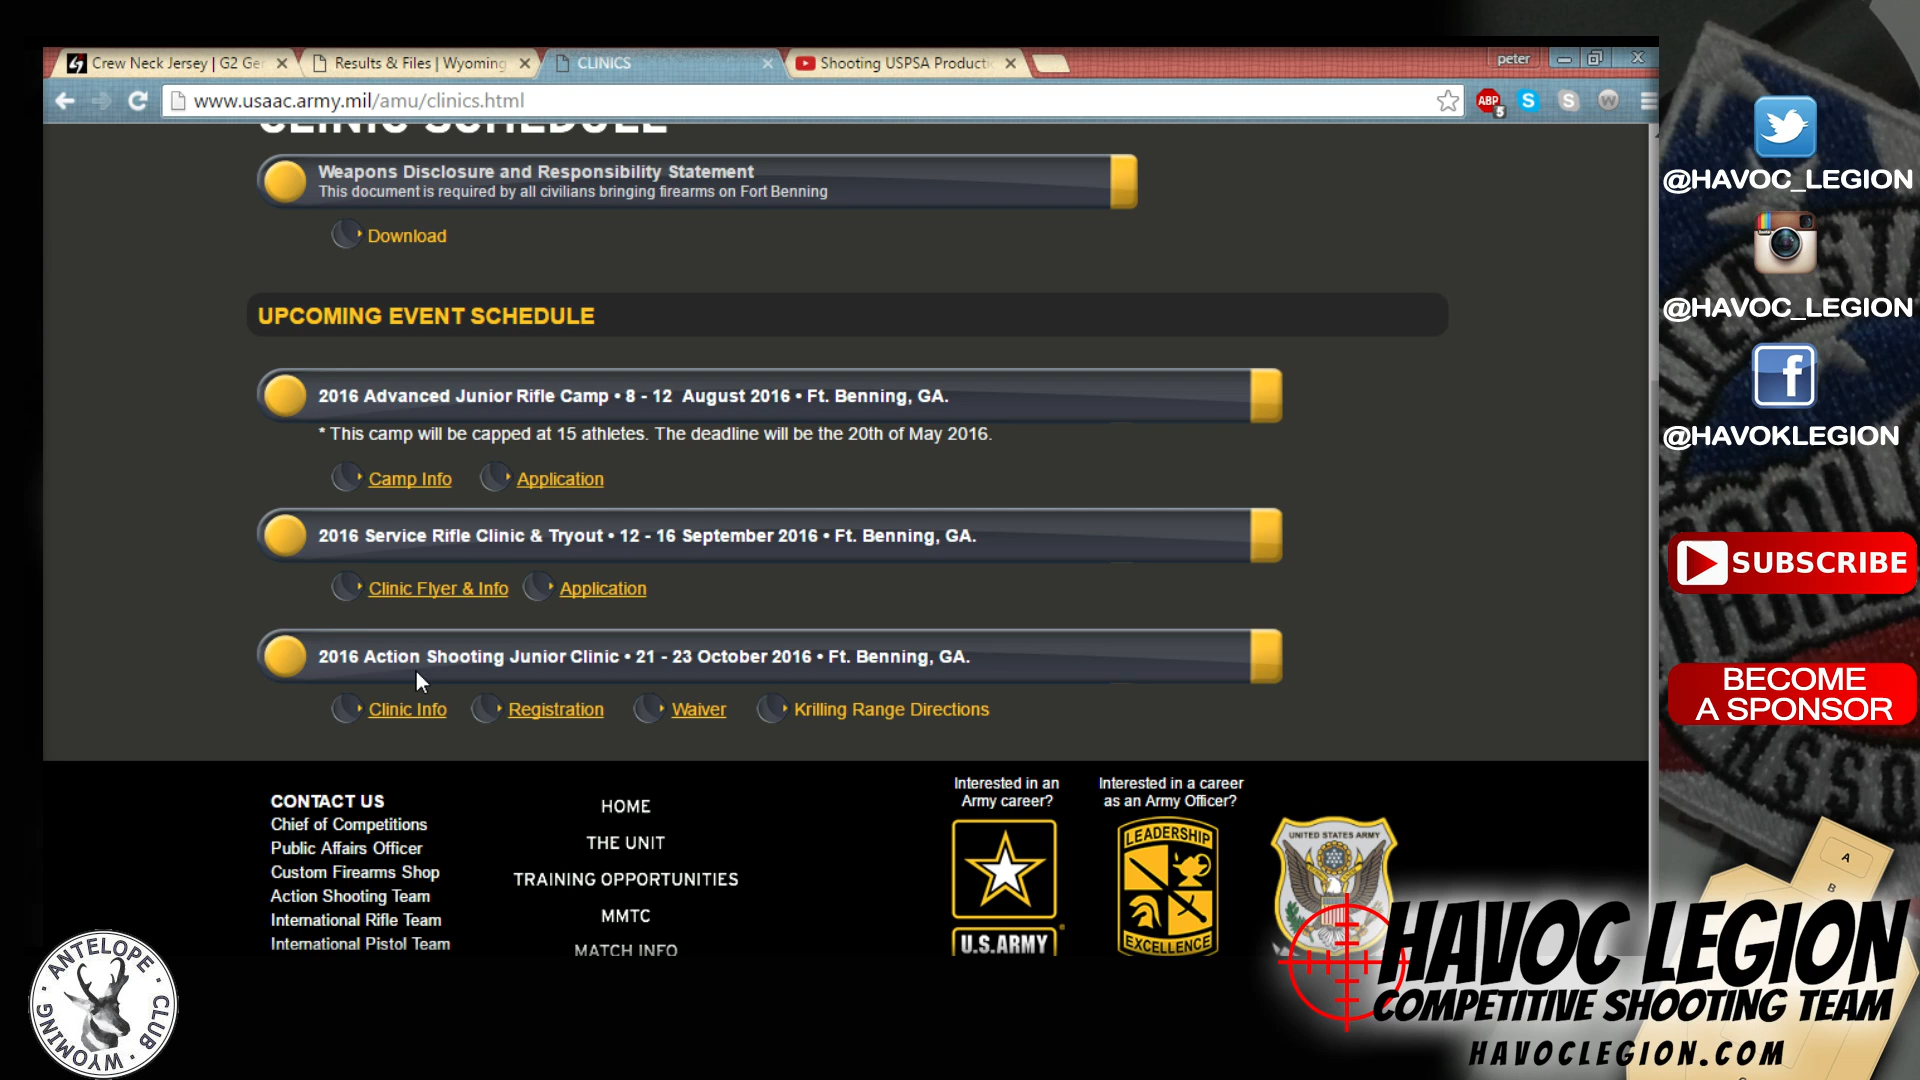 Crew Neck Jersey | G2 Ge
Results & Files | Wyoming
CLINICS
Shooting USPSA Producti
peter
www.usaac.army.mil/amu/clinics.html
ABP
5
S
S
W
CLINIC SCHEDULE
Weapons Disclosure and Responsibility Statement
This document is required by all civilians bringing firearms on Fort Benning
Download
UPCOMING EVENT SCHEDULE
2016 Advanced Junior Rifle Camp • 8 - 12 August 2016 • Ft. Benning, GA.
* This camp will be capped at 15 athletes. The deadline will be the 20th of May 2016.
Camp Info
Application
2016 Service Rifle Clinic & Tryout • 12 - 16 September 2016 • Ft. Benning, GA.
Clinic Flyer & Info
Application
2016 Action Shooting Junior Clinic • 21 - 23 October 2016 • Ft. Benning, GA.
Clinic Info
Registration
Waiver
Krilling Range Directions
CONTACT US
Chief of Competitions
Public Affairs Officer
Custom Firearms Shop
Action Shooting Team
International Rifle Team
International Pistol Team
HOME
THE UNIT
TRAINING OPPORTUNITIES
MMTC
MATCH INFO
Interested in an
Army career?
U.S.ARMY
Interested in a career
as an Army Officer?
LEADERSHIP
EXCELLENCE
UNITED STATES ARMY
@HAVOC_LEGION
@HAVOC_LEGION
f
@HAVOKLEGION
SUBSCRIBE
BECOME
A SPONSOR
A
B
ANTELOPE CLUB WYOMING
HAVOC LEGION
COMPETITIVE SHOOTING TEAM
HAVOCLEGION.COM